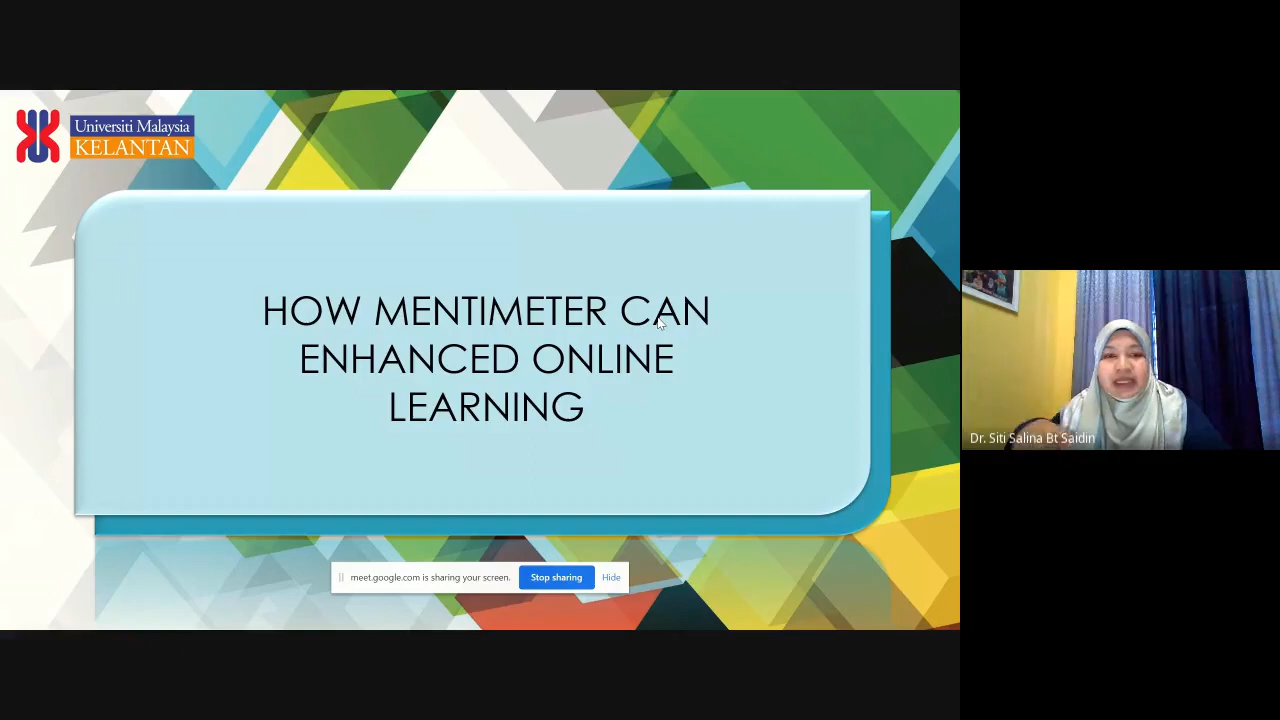 Universiti Malaysia
KELANTAN
HOW MENTIMETER CAN
ENHANCED ONLINE
LEARNING
meet.google.com is sharing your screen.
Stop sharing
Hide
Dr. Siti Salina Bt Saidin